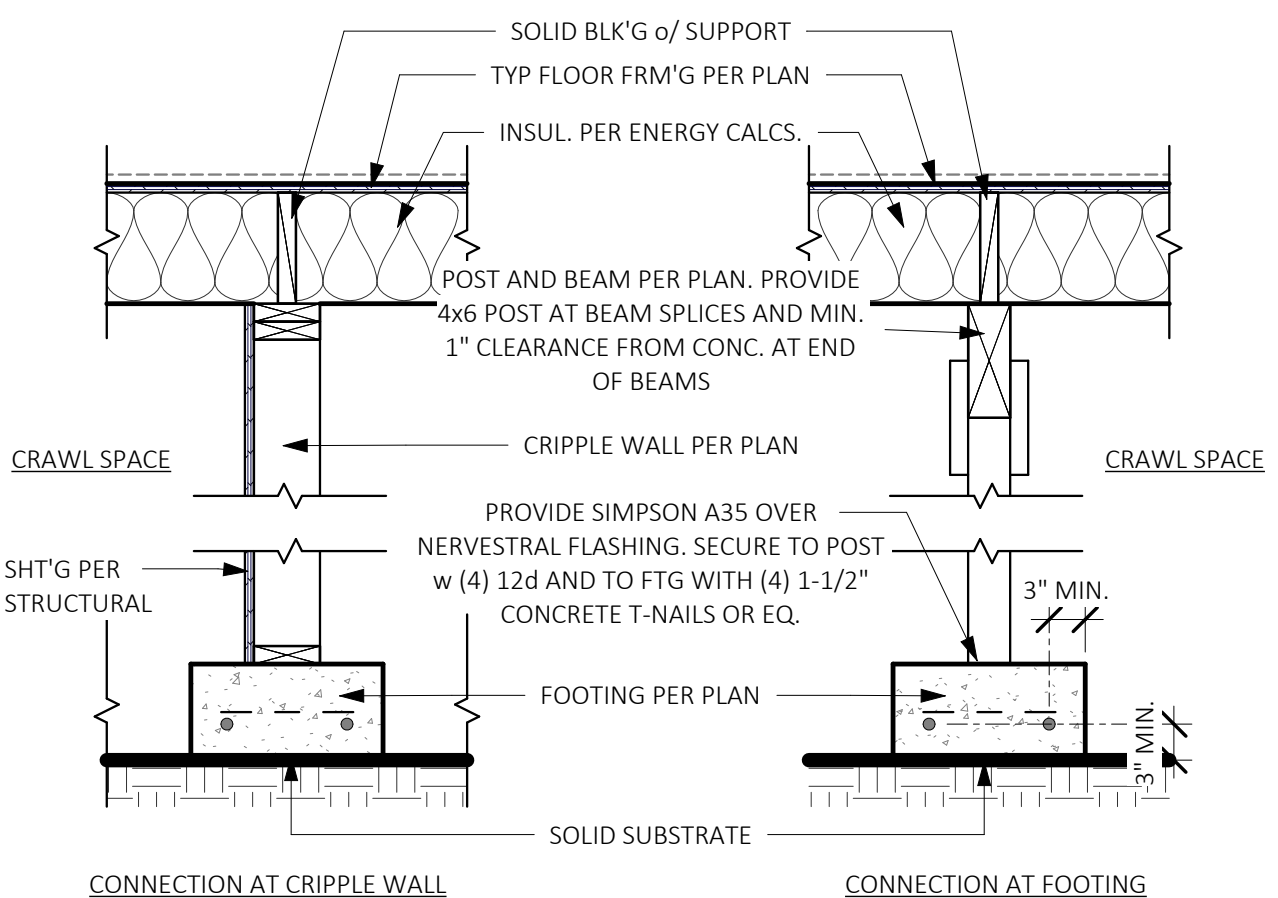 SOLID BLK'G o/ SUPPORT
TYP FLOOR FRM'G PER PLAN
INSUL. PER ENERGY CALCS.
POST AND BEAM PER PLAN. PROVIDE
4x6 POST AT BEAM SPLICES AND MIN.
1" CLEARANCE FROM CONC. AT END
OF BEAMS
CRIPPLE WALL PER PLAN
CRAWL SPACE
CRAWL SPACE
PROVIDE SIMPSON A35 OVER
NERVESTRAL FLASHING. SECURE TO POST
w (4) 12d AND TO FTG WITH (4) 1-1/2"
CONCRETE T-NAILS OR EQ.
SHT'G PER
STRUCTURAL
3" MIN.
FOOTING PER PLAN
3" MIN.
SOLID SUBSTRATE
CONNECTION AT CRIPPLE WALL
CONNECTION AT FOOTING